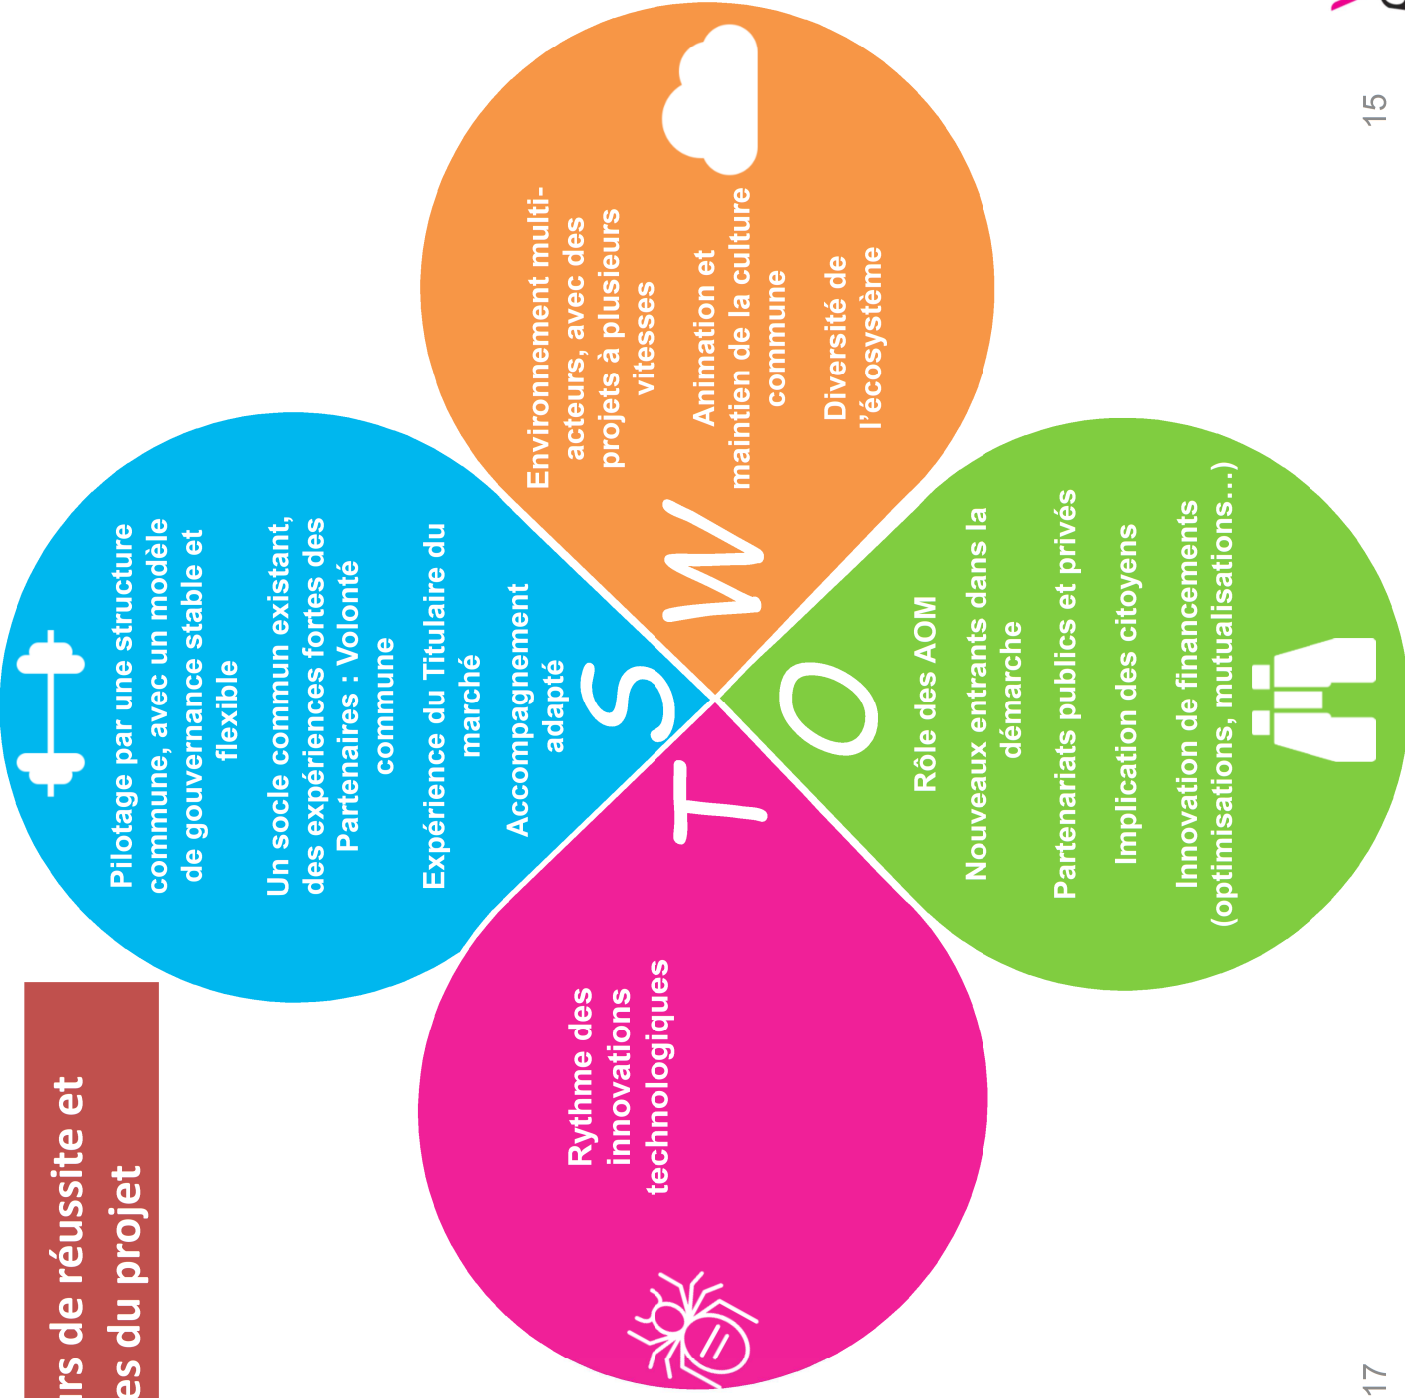 de réussite et
du projet
Pilotage par une structure
commune, avec un modèle
de gouvernance stable et
flexible
Un socle commun existant,
des expériences fortes des
Partenaires : Volonté
commune
Expérience du Titulaire du
marché
Accompagnement
adapté
S
Environnement multi-
acteurs, avec des
projets à plusieurs
vitesses
Animation et
maintien de la culture
commune
Diversité de
l’écosystème
W
T
Rythme des
innovations
technologiques
O
Rôle des AOM
Nouveaux entrants dans la
démarche
Partenariats publics et privés
Implication des citoyens
Innovation de financements
(optimisations, mutualisations…)
17
15